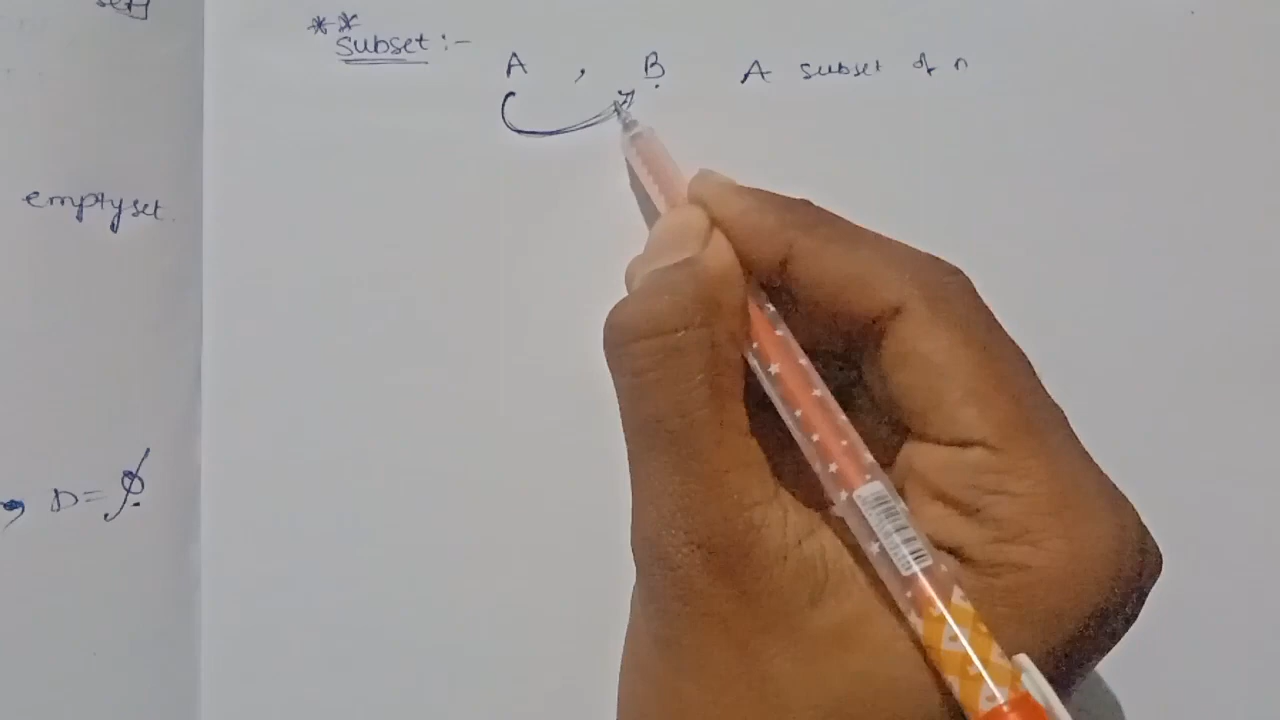 **
Subset :-
A , B A subset of n
emptyset.
, D = ∅.